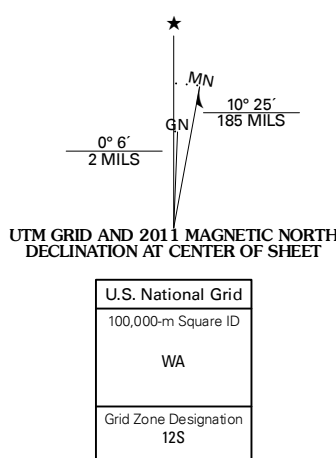 ★
MN
GN
10° 25´
185 MILS
0° 6´
2 MILS
UTM GRID AND 2011 MAGNETIC NORTH
DECLINATION AT CENTER OF SHEET
U.S. National Grid
100,000-m Square ID
WA
Grid Zone Designation
12S